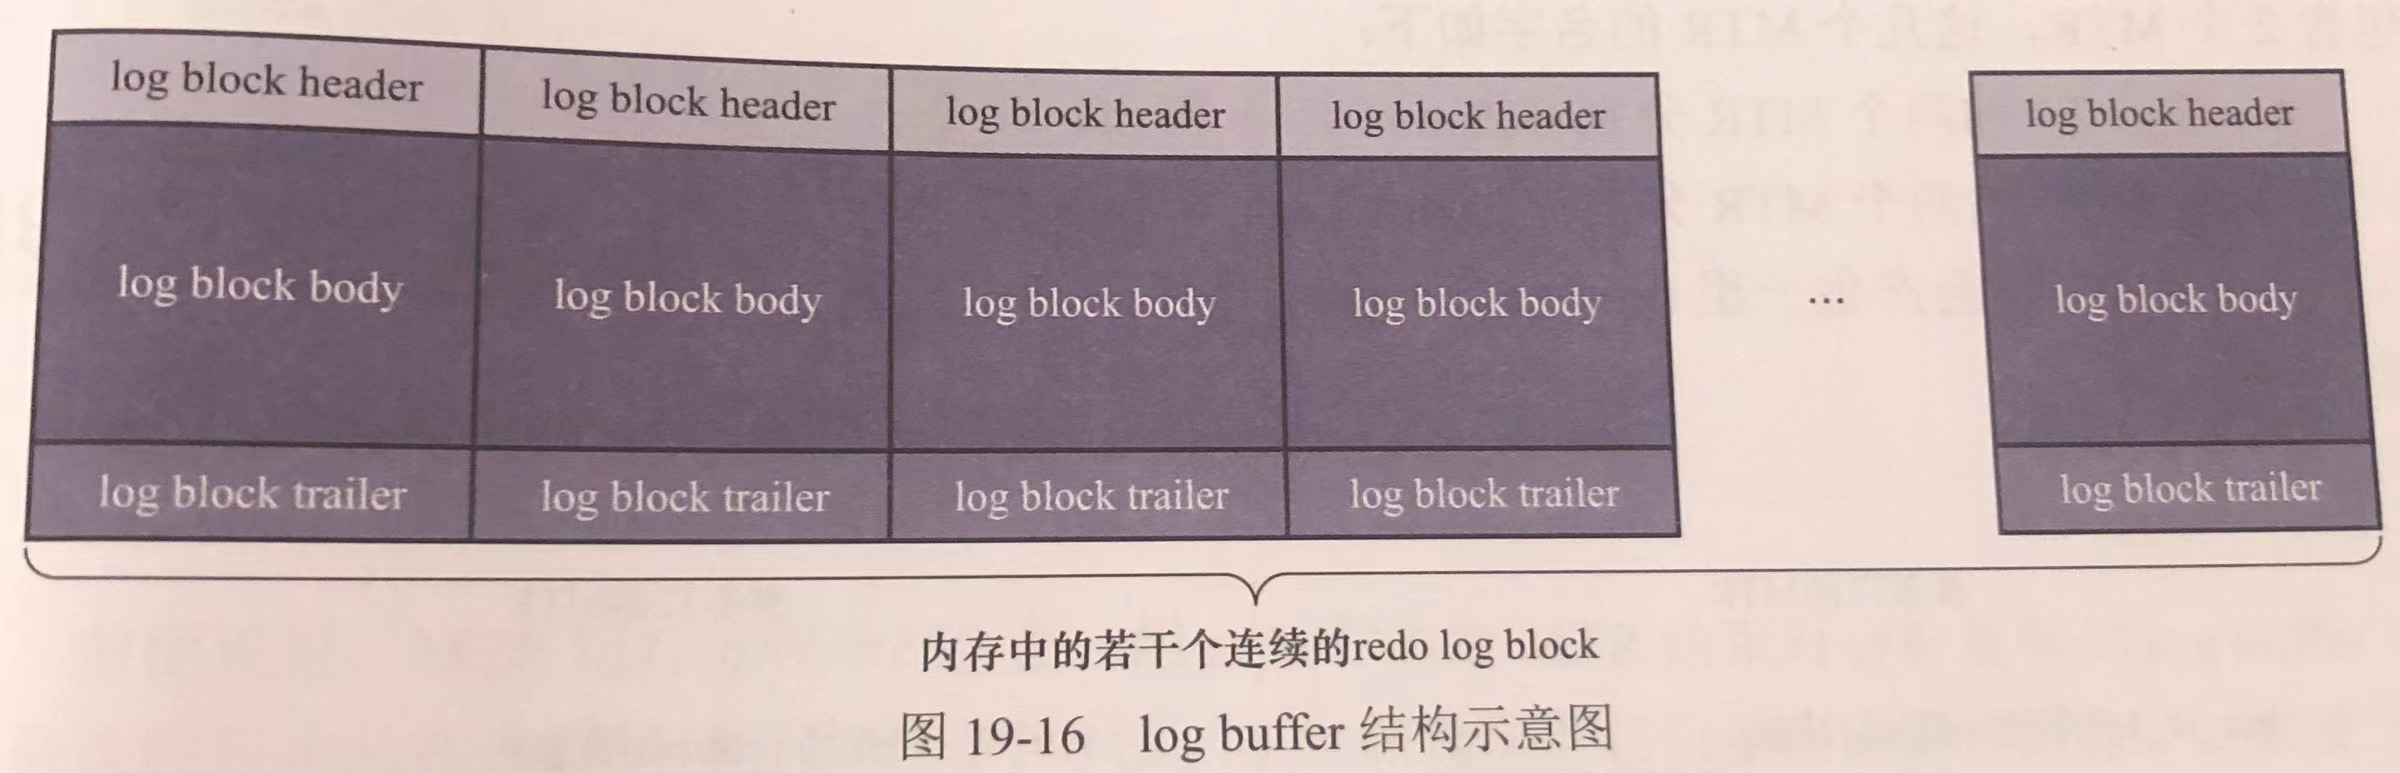 log block header log block header log block header log block header log block header
log block body log block body log block body log block body … log block body
log block trailer log block trailer log block trailer log block trailer log block trailer
内存中的若干个连续的redo log block
图 19-16 log buffer 结构示意图